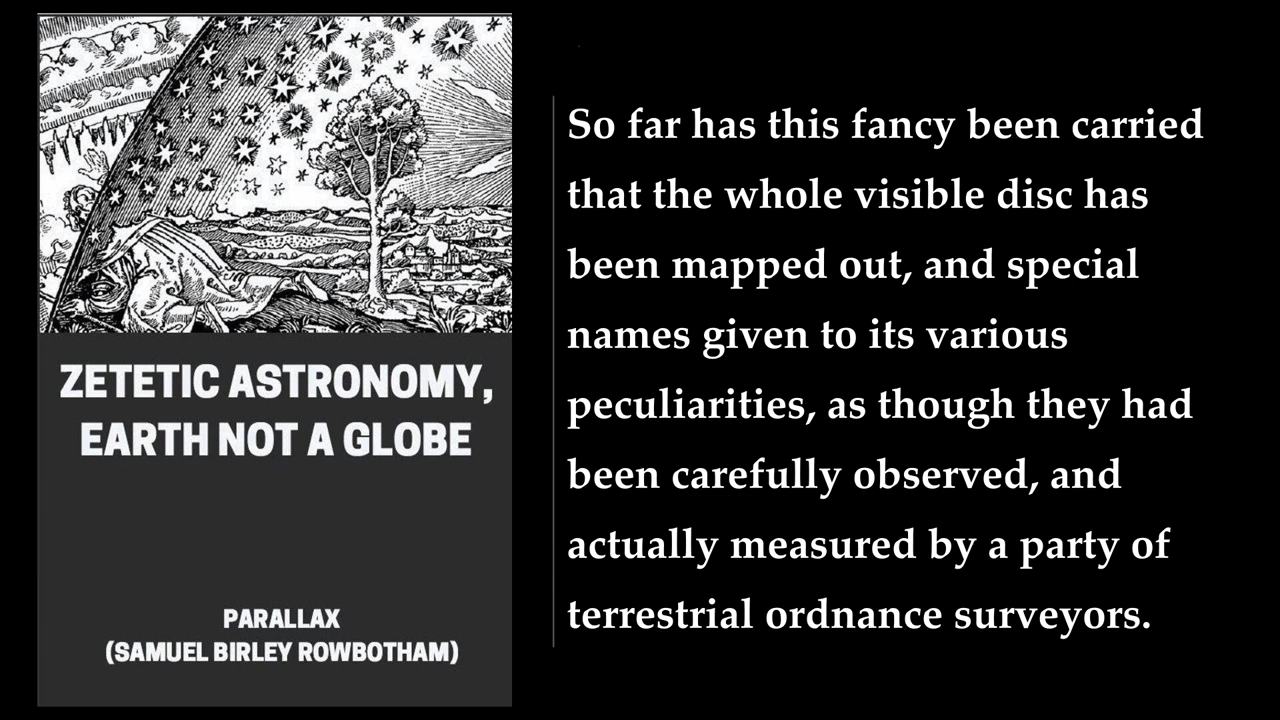 ZETETIC ASTRONOMY,
EARTH NOT A GLOBE
PARALLAX
(SAMUEL BIRLEY ROWBOTHAM)
So far has this fancy been carried
that the whole visible disc has
been mapped out, and special
names given to its various
peculiarities, as though they had
been carefully observed, and
actually measured by a party of
terrestrial ordnance surveyors.